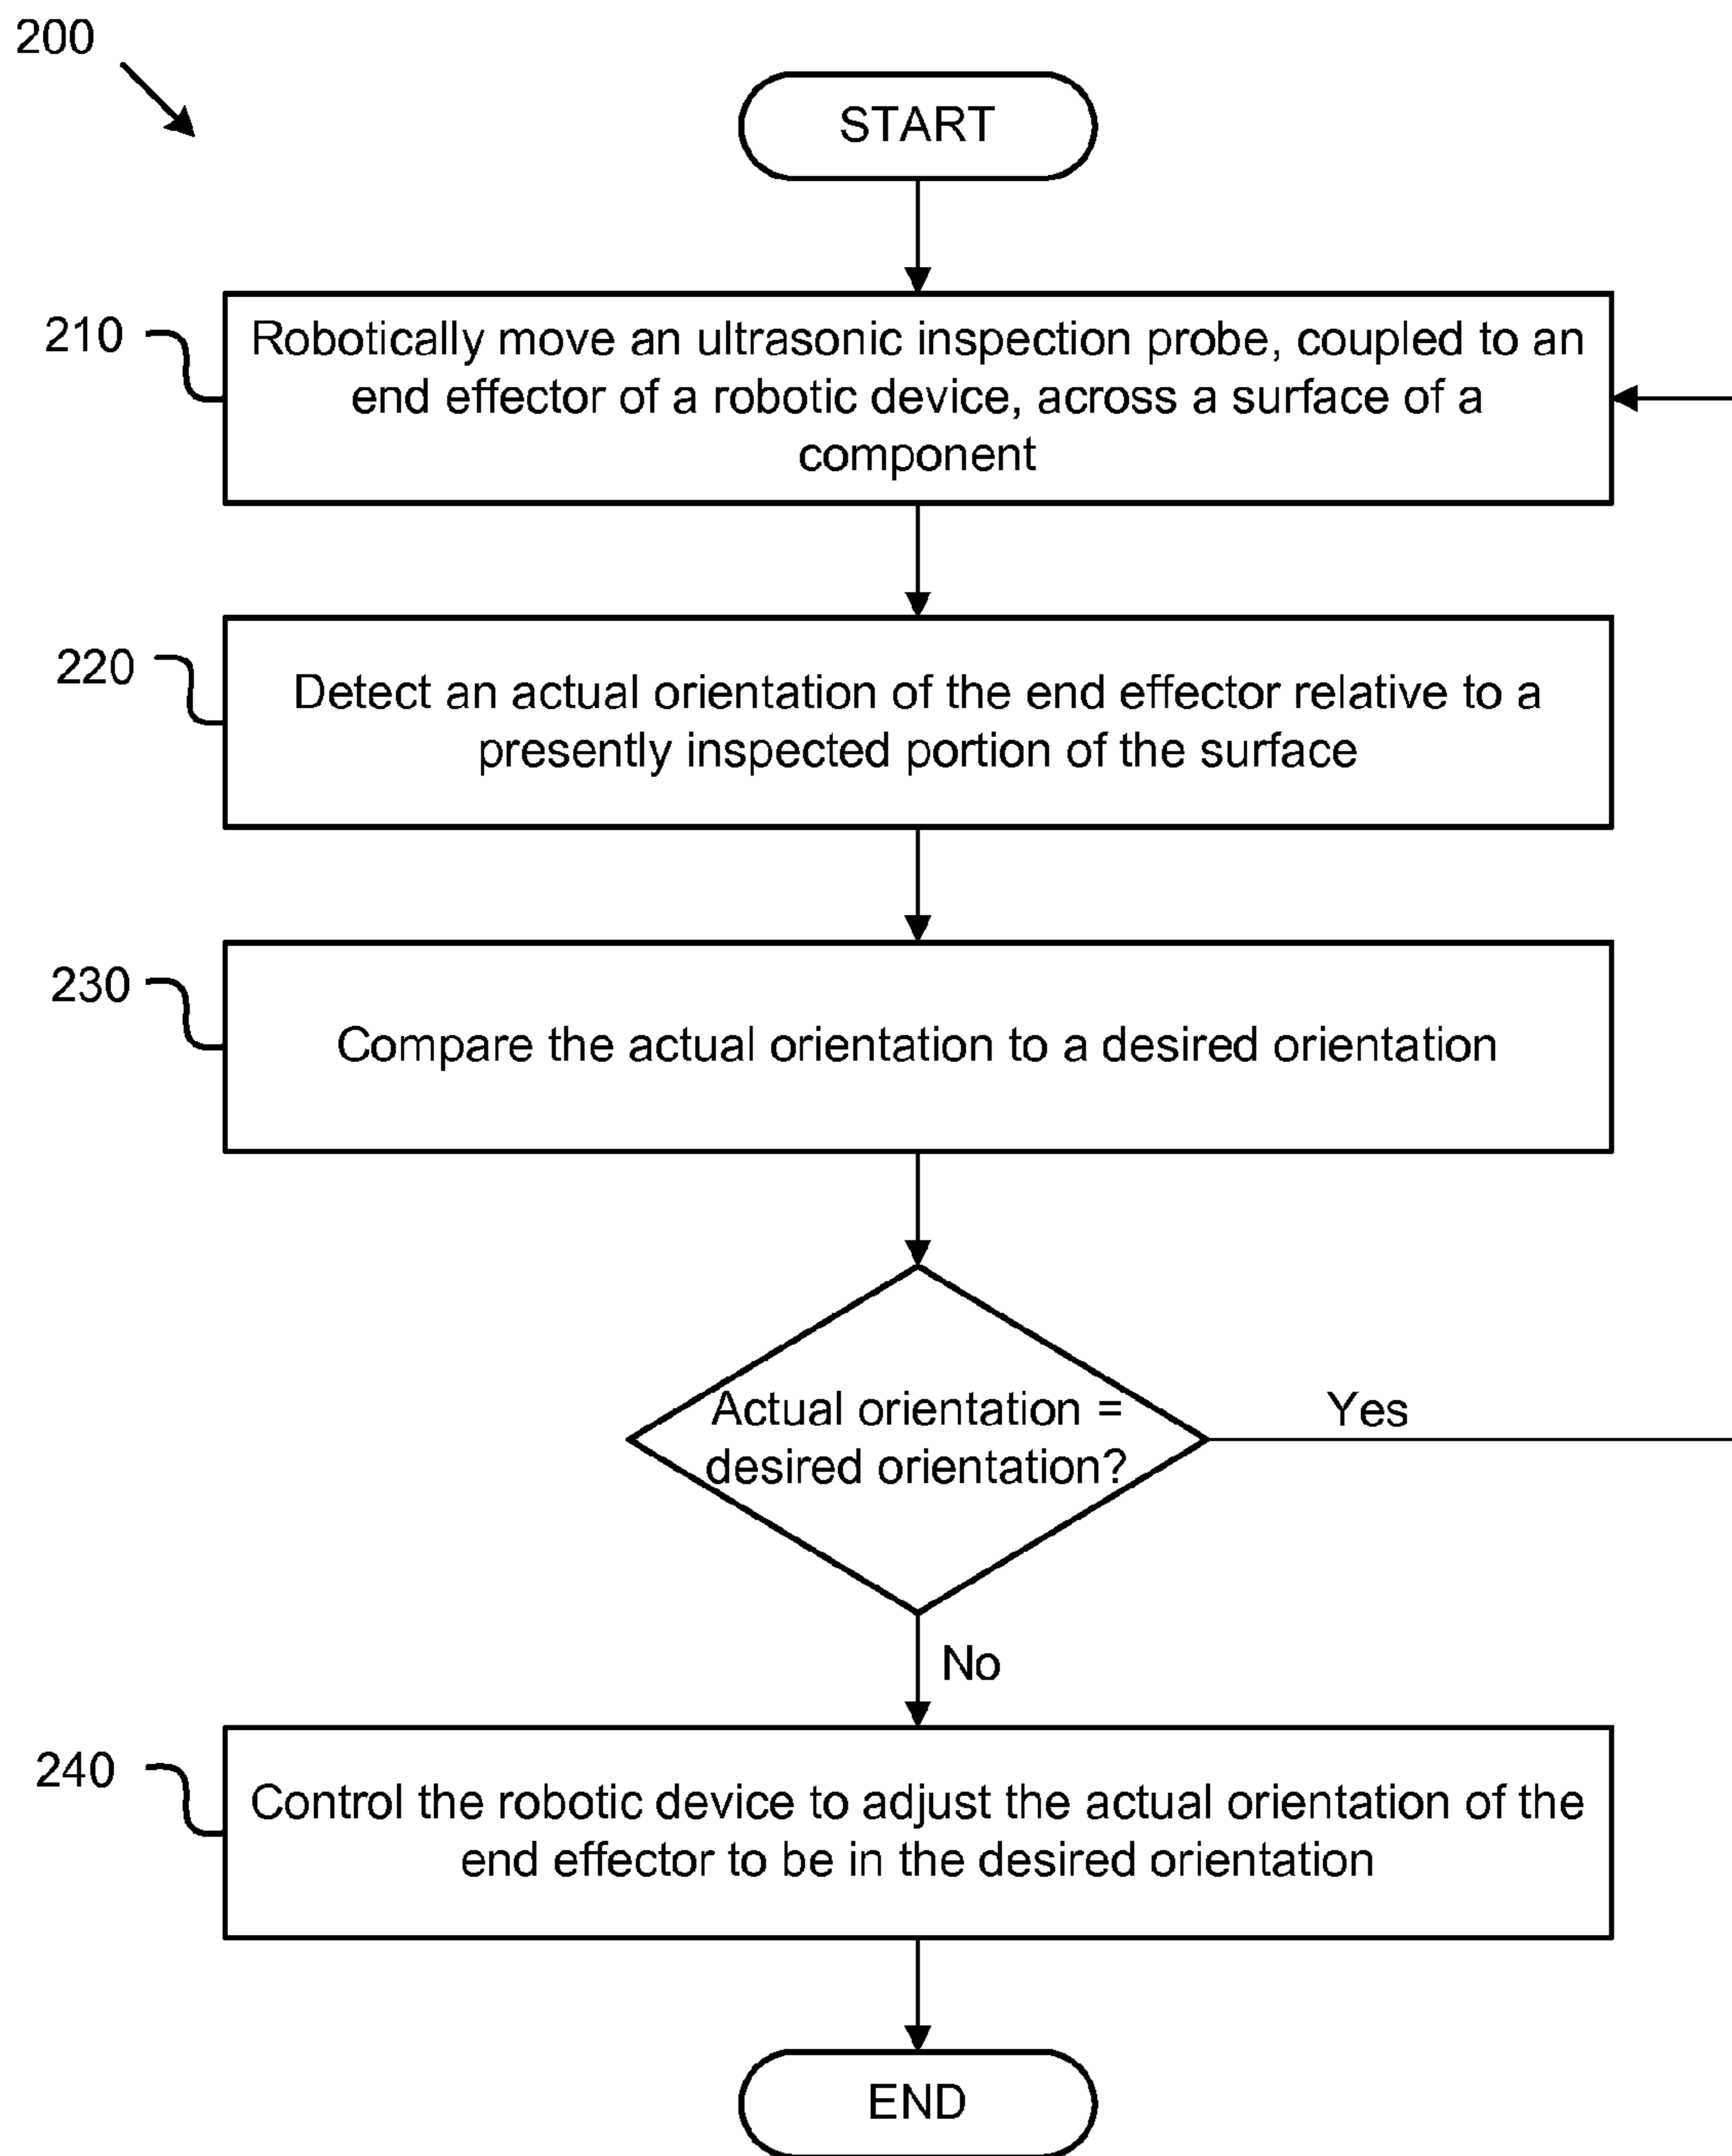 200
START
210
Robotically move an ultrasonic inspection probe, coupled to an
end effector of a robotic device, across a surface of a
component
220
Detect an actual orientation of the end effector relative to a
presently inspected portion of the surface
230
Compare the actual orientation to a desired orientation
Actual orientation =
desired orientation?
Yes
No
240
Control the robotic device to adjust the actual orientation of the
end effector to be in the desired orientation
END